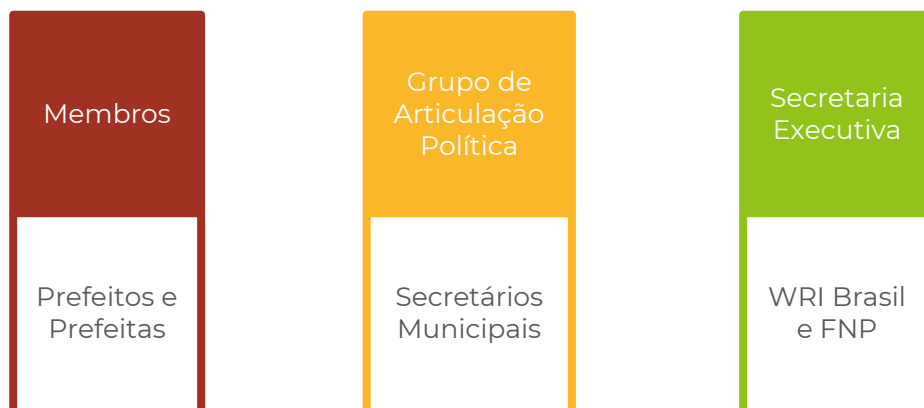 Membros
Prefeitos e
Prefeitas
Grupo de
Articulação
Política
Secretários
Municipais
Secretaria
Executiva
WRI Brasil
e FNP